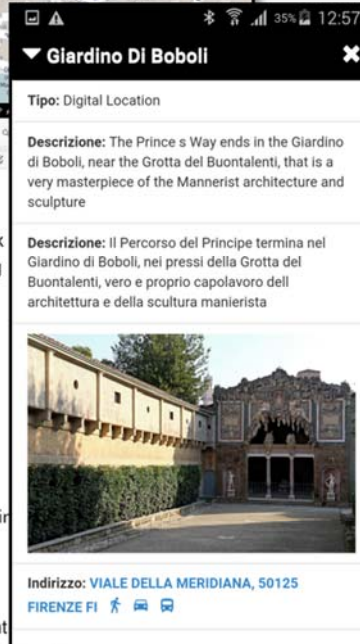 35% 12:57
Giardino Di Boboli
Tipo: Digital Location
Descrizione: The Prince s Way ends in the Giardino
di Boboli, near the Grotta del Buontalenti, that is a
very masterpiece of the Mannerist architecture and
sculpture
Descrizione: Il Percorso del Principe termina nel
Giardino di Boboli, nei pressi della Grotta del
Buontalenti, vero e proprio capolavoro dell
architettura e della scultura manierista
Indirizzo: VIALE DELLA MERIDIANA, 50125
FIRENZE FI